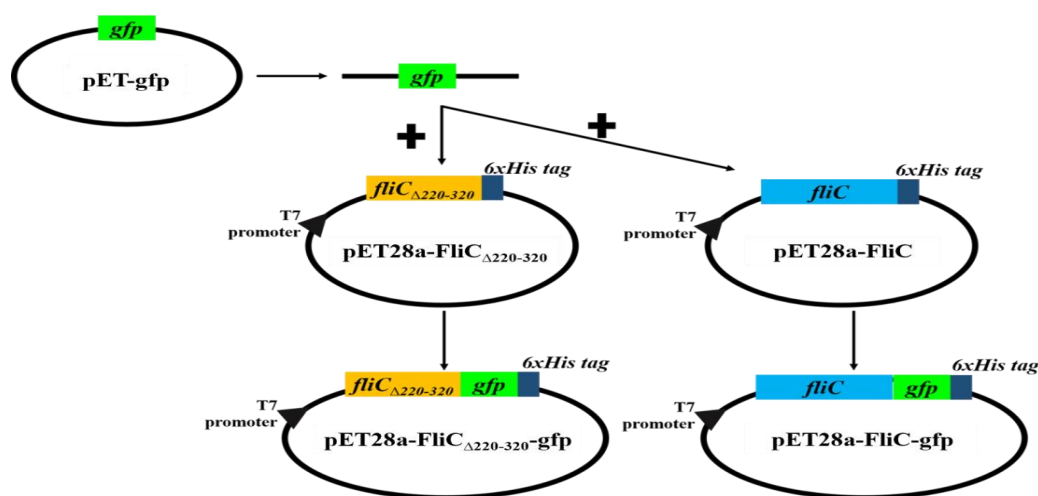 gfp
pET-gfp
gfp
6xHis tag
fliCΔ220-320
T7
promoter
pET28a-FliCΔ220-320
6xHis tag
fliC
T7
promoter
pET28a-FliC
6xHis tag
fliCΔ220-320 gfp
T7
promoter
pET28a-FliCΔ220-320-gfp
6xHis tag
fliC gfp
T7
promoter
pET28a-FliC-gfp